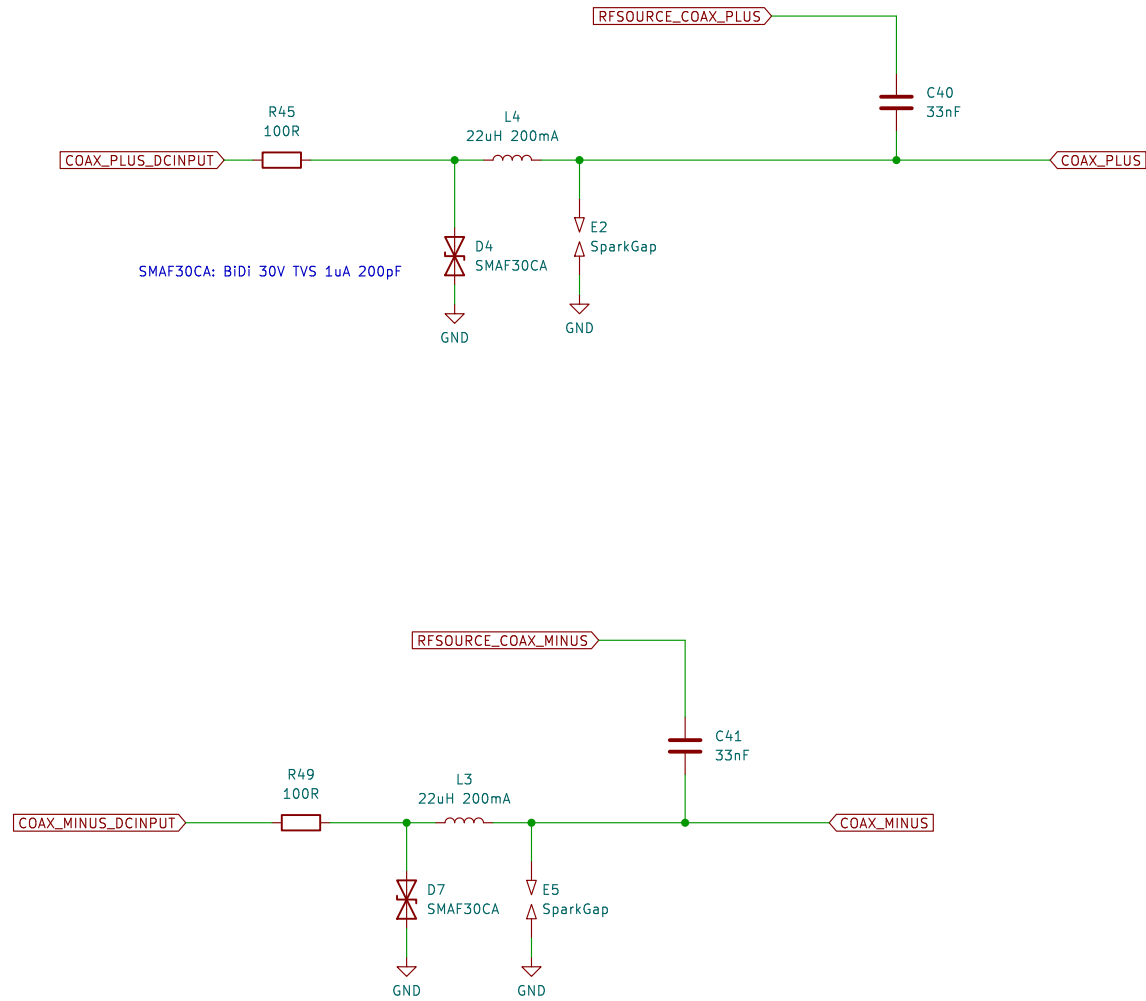 RFSOURCE_COAX_PLUS
C40
33nF
R45
100R
L4
22uH 200mA
COAX_PLUS_DCINPUT
COAX_PLUS
E2
SparkGap
D4
SMAF30CA
SMAF30CA: BiDi 30V TVS 1uA 200pF
GND
GND
RFSOURCE_COAX_MINUS
C41
33nF
R49
100R
L3
22uH 200mA
COAX_MINUS_DCINPUT
COAX_MINUS
D7
SMAF30CA
E5
SparkGap
GND
GND